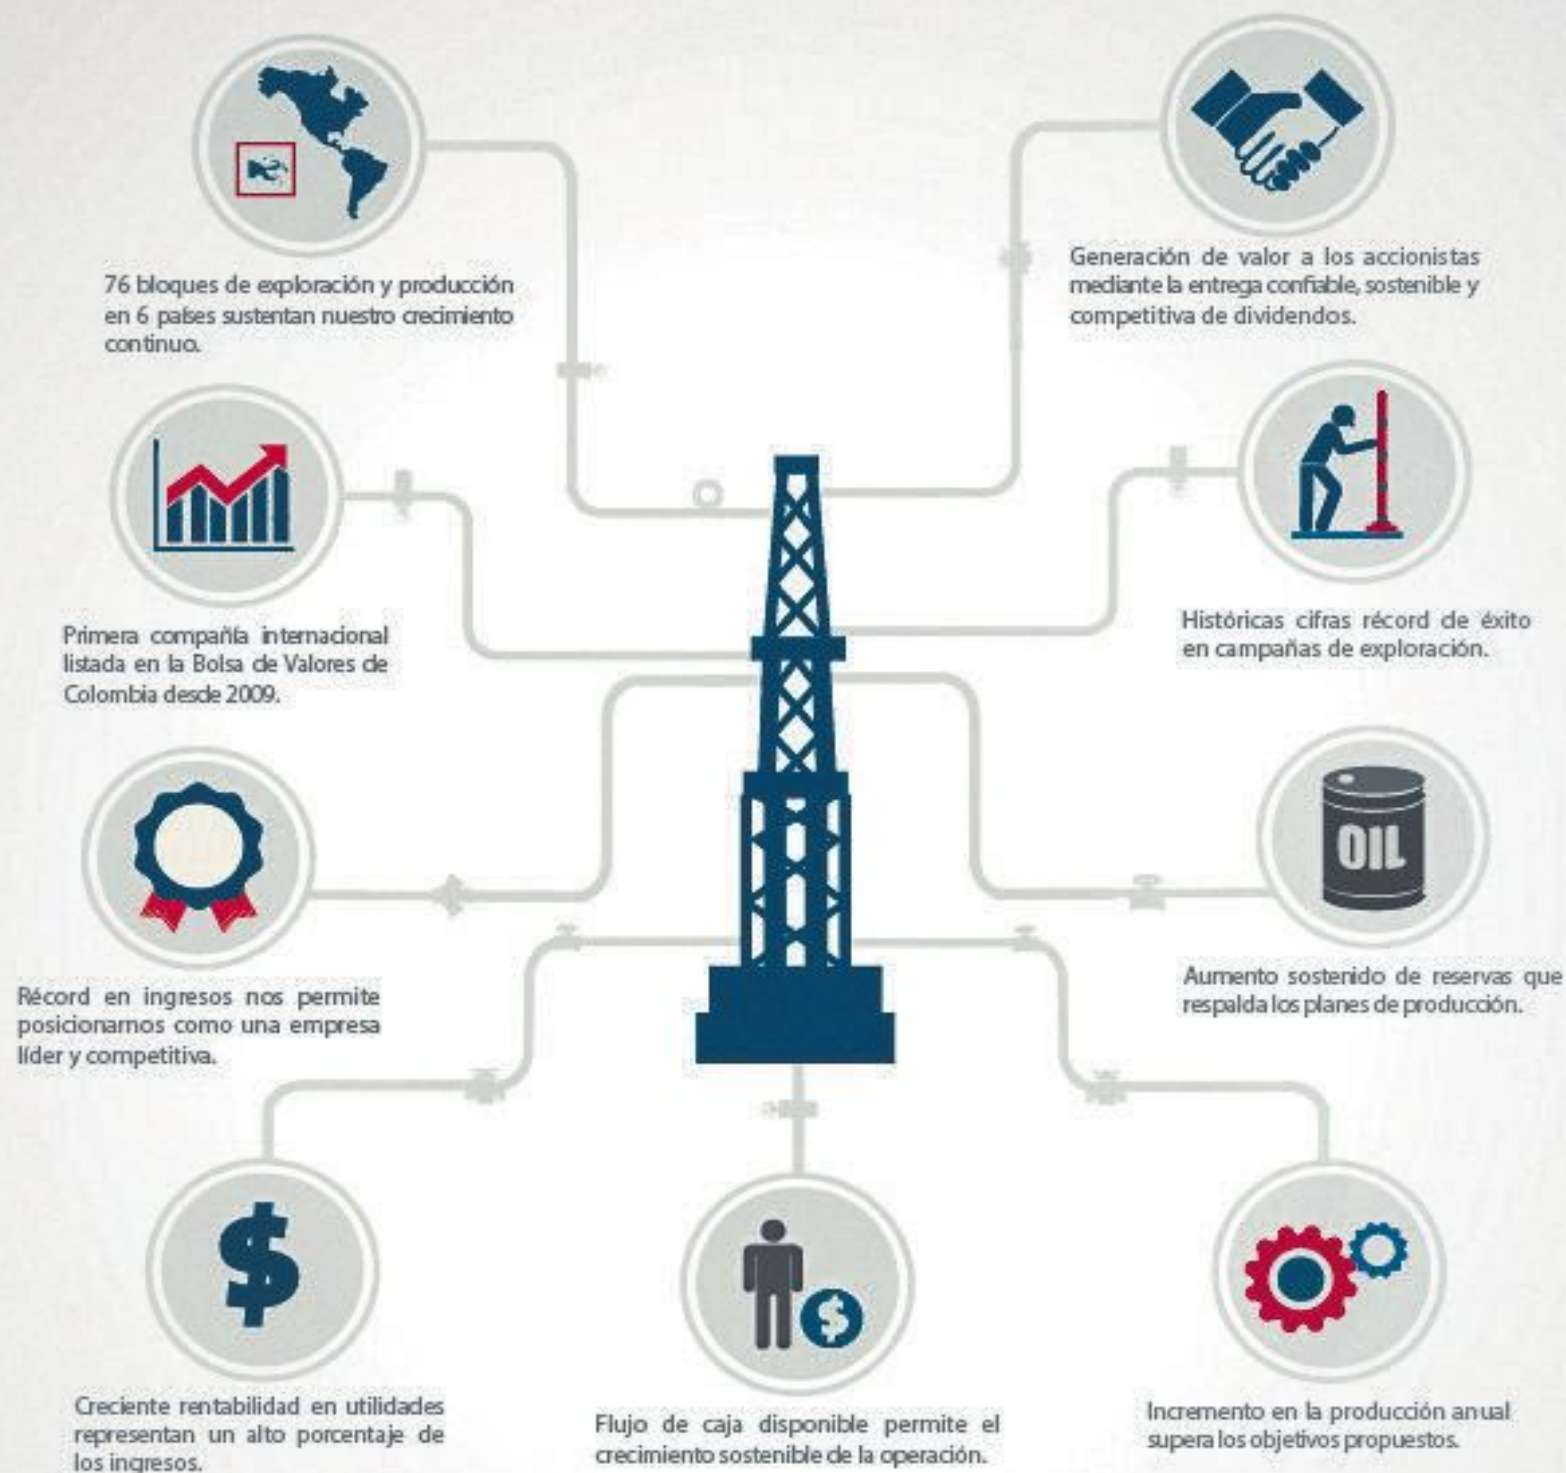 76 bloques de exploración y producción
en 6 países sustentan nuestro crecimiento
continuo.
Generación de valor a los accionistas
mediante la entrega confiable, sostenible y
competitiva de dividendos.
Primera compañía internacional
listada en la Bolsa de Valores de
Colombia desde 2009.
Históricas cifras récord de éxito
en campañas de exploración.
Récord en ingresos nos permite
posicionarnos como una empresa
líder y competitiva.
OIL
Aumento sostenido de reservas que
respalda los planes de producción.
$
Creciente rentabilidad en utilidades
representan un alto porcentaje de
los ingresos.
$
Flujo de caja disponible permite el
crecimiento sostenible de la operación.
Incremento en la producción anual
supera los objetivos propuestos.